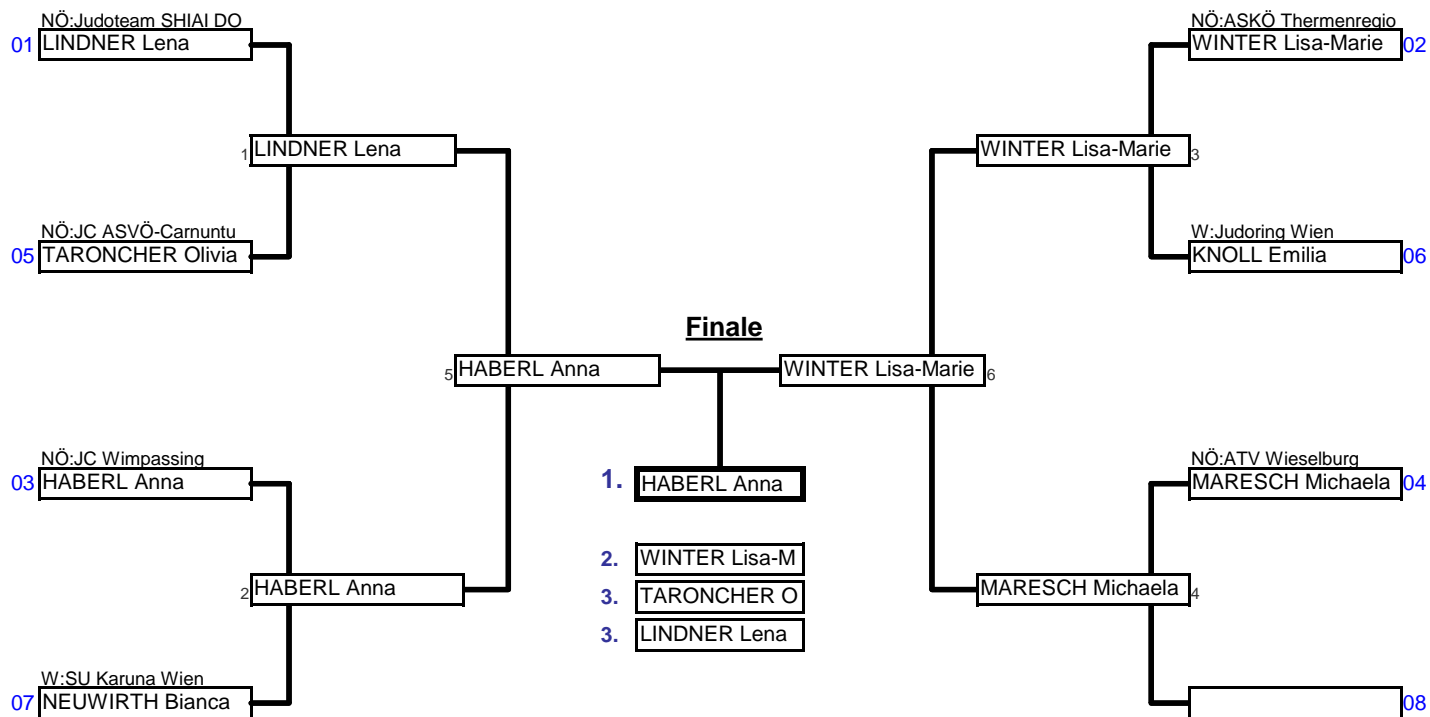 NÖ:Judoteam SHIAI DO
01 LINDNER Lena
NÖ:ASKÖ Thermenregio
WINTER Lisa-Marie 02
1 LINDNER Lena
WINTER Lisa-Marie 3
NÖ:JC ASVÖ-Carnuntu
05 TARONCHER Olivia
W:Judoring Wien
KNOLL Emilia 06
Finale
5 HABERL Anna
WINTER Lisa-Marie 6
NÖ:JC Wimpassing
03 HABERL Anna
1. HABERL Anna
NÖ:ATV Wieselburg
MARESCH Michaela 04
2. WINTER Lisa-M
3. TARONCHER O
3. LINDNER Lena
2 HABERL Anna
MARESCH Michaela 4
W:SU Karuna Wien
07 NEUWIRTH Bianca
08